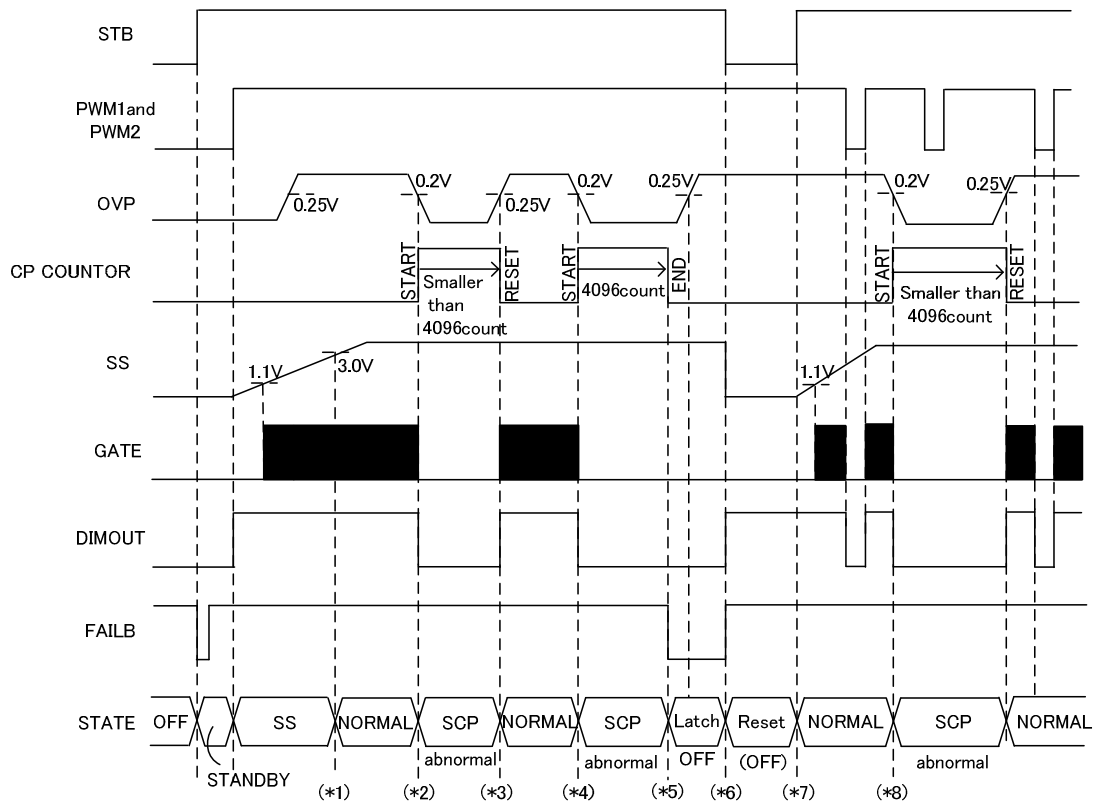 STB
PWM1and
PWM2
OVP
0.25V
0.2V
0.25V
0.2V
0.25V
0.2V
0.25V
CP COUNTOR
START
Smaller
than
4096count
RESET
START
4096count
END
START
Smaller than
4096count
RESET
SS
1.1V
3.0V
1.1V
GATE
DIMOUT
FAILB
STATE
OFF
SS
NORMAL
SCP
NORMAL
SCP
Latch
Reset
NORMAL
SCP
NORMAL
STANDBY
abnormal
abnormal
OFF
(OFF)
abnormal
(*1)
(*2)
(*3)
(*4)
(*5)
(*6)
(*7)
(*8)